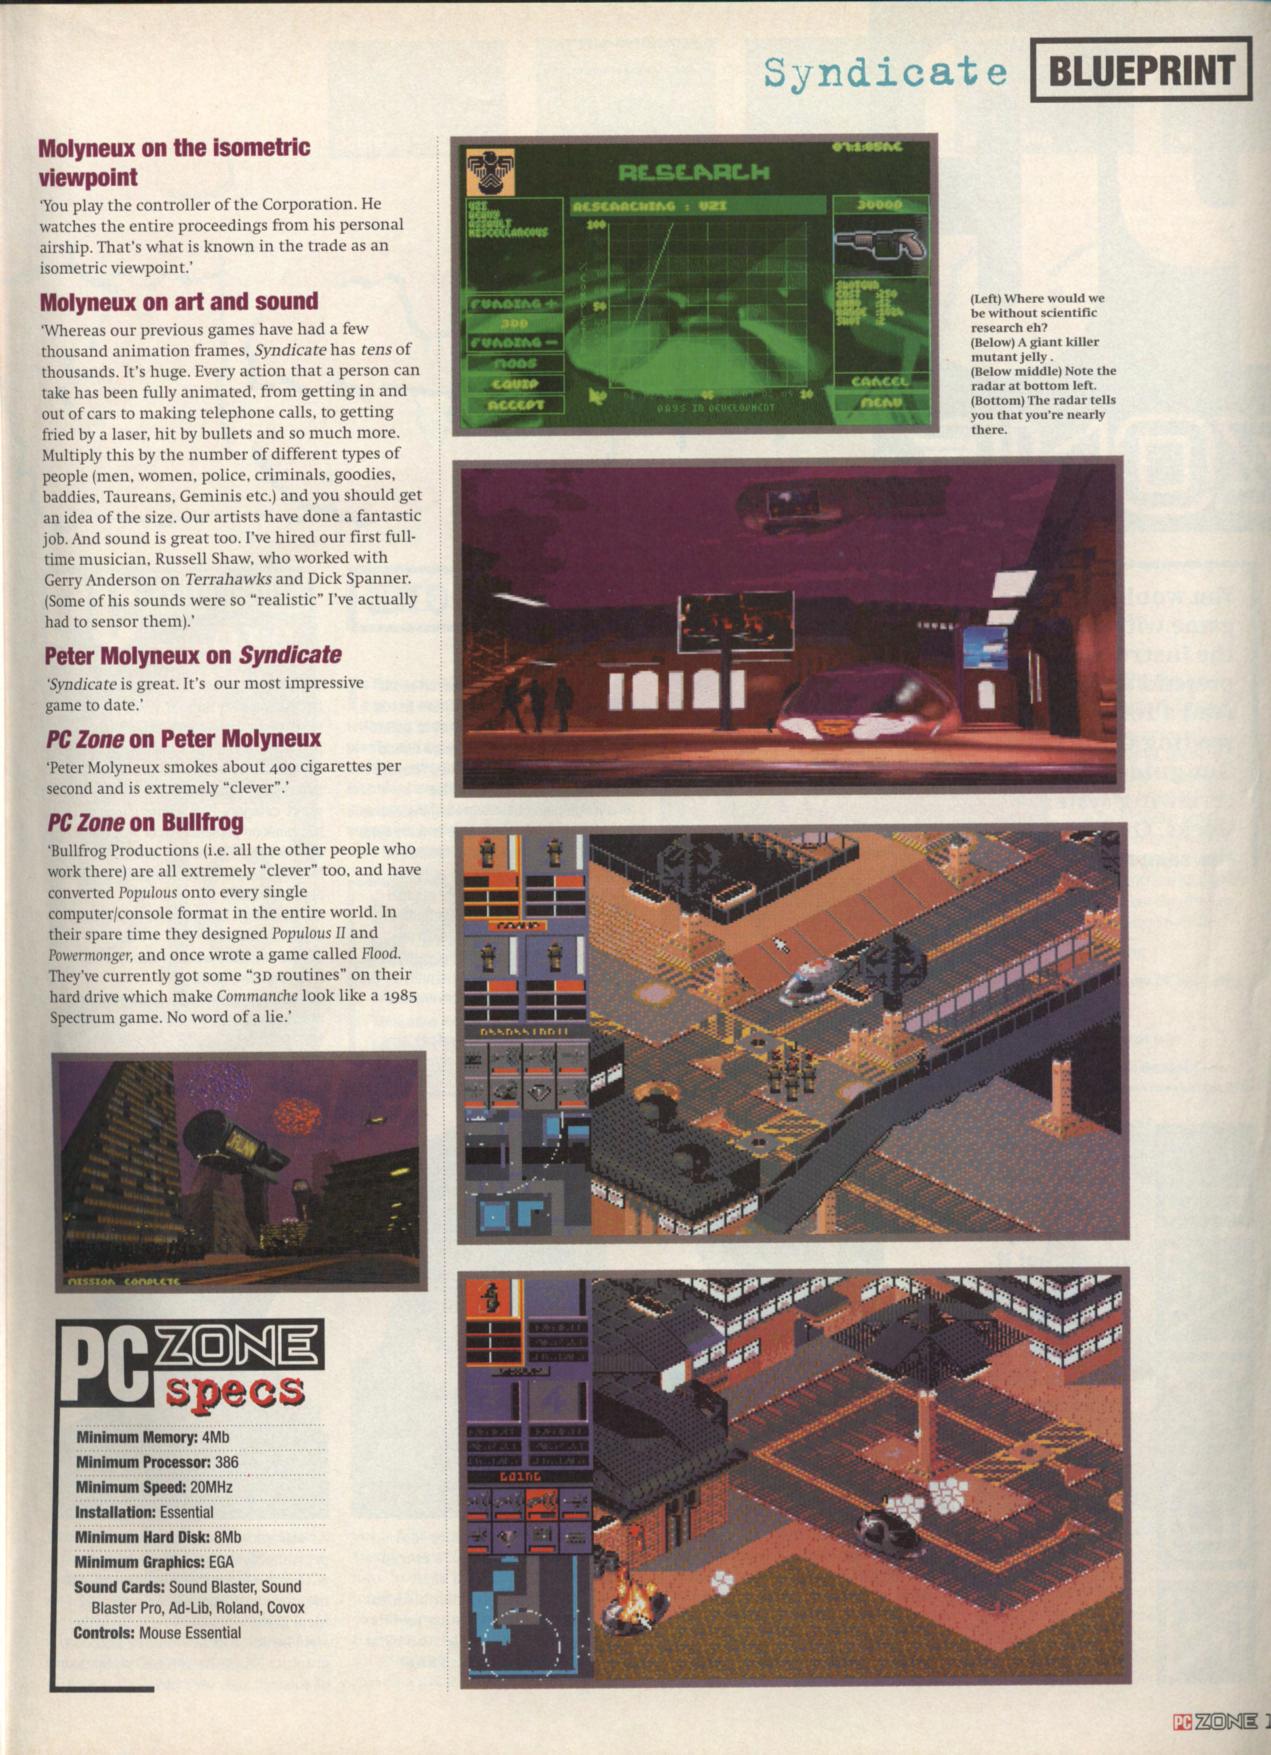 Syndicate BLUEPRINT
Molyneux on the isometric
viewpoint
‘You play the controller of the Corporation. He
watches the entire proceedings from his personal
airship. That’s what is known in the trade as an
isometric viewpoint.’
Molyneux on art and sound
‘Whereas our previous games have had a few
thousand animation frames, Syndicate has tens of
thousands. It’s huge. Every action that a person can
take has been fully animated, from getting in and
out of cars to making telephone calls, to getting
fried by a laser, hit by bullets and so much more.
Multiply this by the number of different types of
people (men, women, police, criminals, goodies,
baddies, Taureans, Geminis etc.) and you should get
an idea of the size. Our artists have done a fantastic
job. And sound is great too. I’ve hired our first full-
time musician, Russell Shaw, who worked with
Gerry Anderson on Terrahawks and Dick Spanner.
(Some of his sounds were so “realistic” I’ve actually
had to sensor them).’
Peter Molyneux on Syndicate
‘Syndicate is great. It’s our most impressive
game to date.’
PC Zone on Peter Molyneux
‘Peter Molyneux smokes about 400 cigarettes per
second and is extremely “clever”.’
PC Zone on Bullfrog
‘Bullfrog Productions (i.e. all the other people who
work there) are all extremely “clever” too, and have
converted Populous onto every single
computer/console format in the entire world. In
their spare time they designed Populous II and
Powermonger, and once wrote a game called Flood.
They’ve currently got some “3D routines” on their
hard drive which make Commanche look like a 1985
Spectrum game. No word of a lie.’
MISSION COMPLETE
PC ZONE
specs
Minimum Memory: 4Mb
Minimum Processor: 386
Minimum Speed: 20MHz
Installation: Essential
Minimum Hard Disk: 8Mb
Minimum Graphics: EGA
Sound Cards: Sound Blaster, Sound
Blaster Pro, Ad-Lib, Roland, Covox
Controls: Mouse Essential
RESEARCH
UZI
HEAVY
ASSAULT
MISCELLANEOUS
RESEARCHING : UZI
30000
100
50
FUNDING +
300
FUNDING -
MODS
EQUIP
ACCEPT
SHOTGUN
COST :250
RANGE :1024
CANCEL
MENU
10
DAYS IN DEVELOPMENT
(Left) Where would we
be without scientific
research eh?
(Below) A giant killer
mutant jelly .
(Below middle) Note the
radar at bottom left.
(Bottom) The radar tells
you that you’re nearly
there.
GOING
PC ZONE